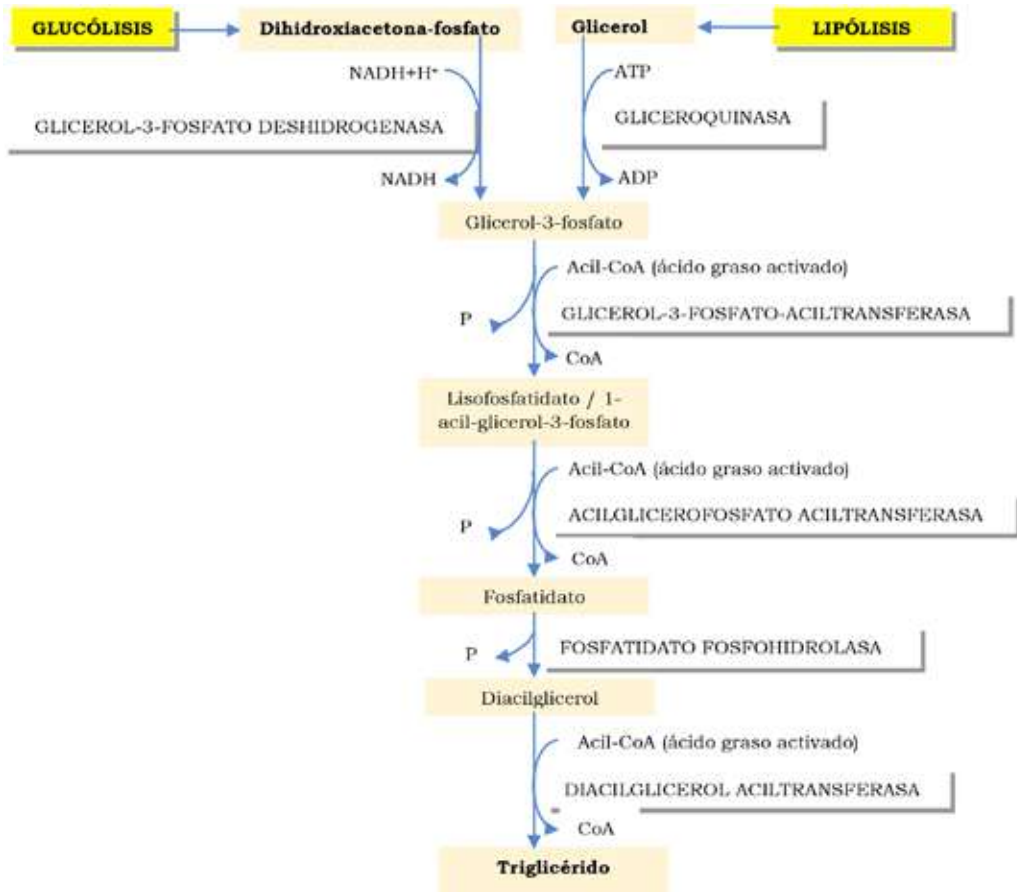 GLUCÓLISIS
Dihidroxiacetona-fosfato
Glicerol
LIPÓLISIS
NADH+H⁺
ATP
GLICEROL-3-FOSFATO DESHIDROGENASA
GLICEROQUINASA
NADH
ADP
Glicerol-3-fosfato
Acil-CoA (ácido graso activado)
P
GLICEROL-3-FOSFATO-ACILTRANSFERASA
CoA
Lisofosfatidato / 1-
acil-glicerol-3-fosfato
Acil-CoA (ácido graso activado)
P
ACILGLICEROFOSFATO ACILTRANSFERASA
CoA
Fosfatidato
P
FOSFATIDATO FOSFOHIDROLASA
Diacilglicerol
Acil-CoA (ácido graso activado)
DIACILGLICEROL ACILTRANSFERASA
CoA
Triglicérido